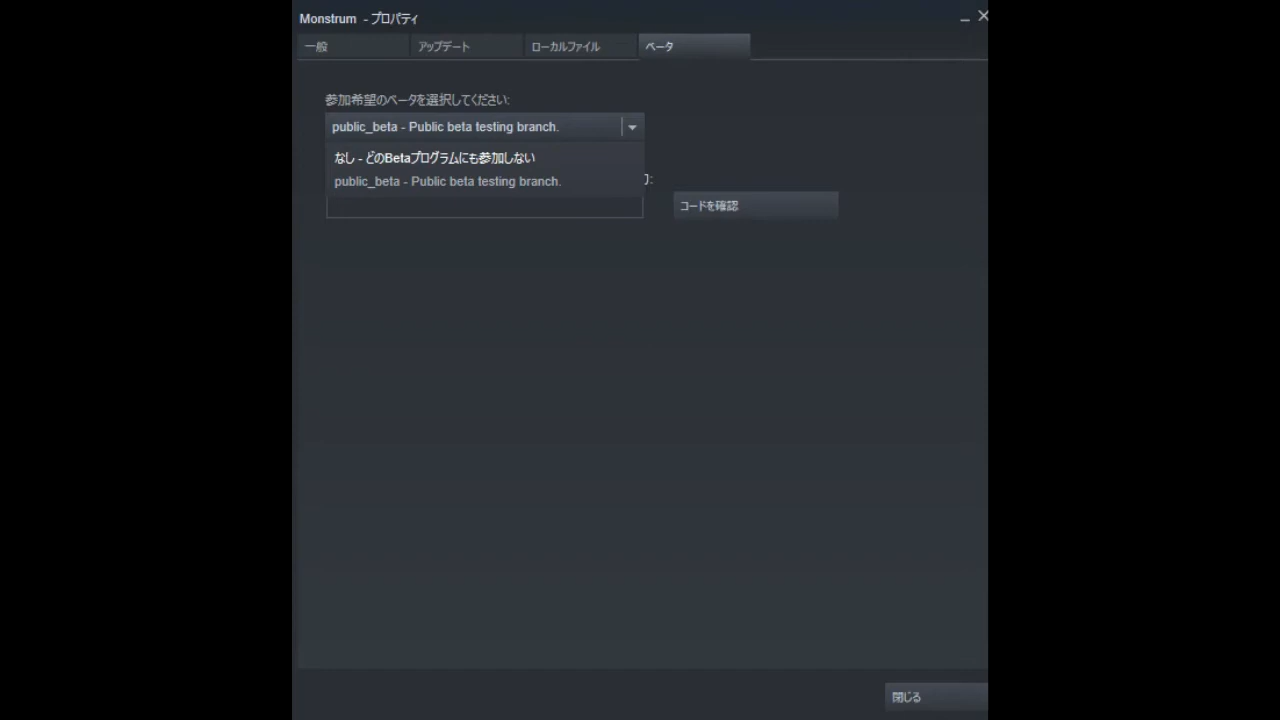 Monstrum - プロパティ
一般 アップデート ローカルファイル ベータ
参加希望のベータを選択してください:
public_beta - Public beta testing branch.
なし - どのBetaプログラムにも参加しない
public_beta - Public beta testing branch.
コードを確認
閉じる